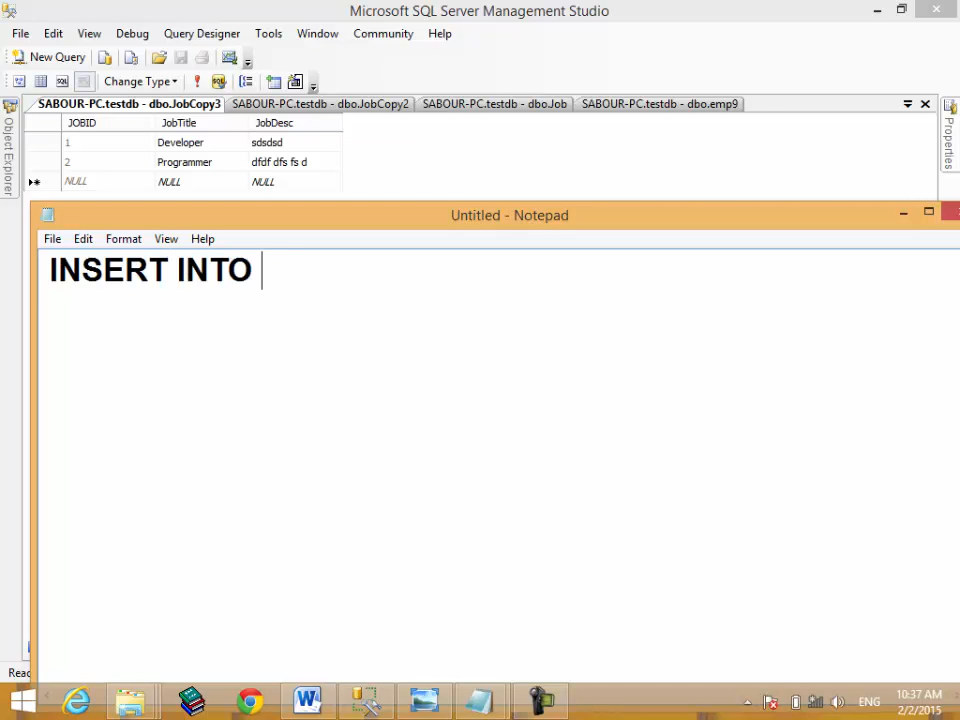 Microsoft SQL Server Management Studio
File Edit View Debug Query Designer Tools Window Community Help
New Query
Change Type
SABOUR-PC.testdb - dbo.JobCopy3 SABOUR-PC.testdb - dbo.JobCopy2 SABOUR-PC.testdb - dbo.Job SABOUR-PC.testdb - dbo.emp9
JOBID JobTitle JobDesc
1 Developer sdsdsd
2 Programmer dfdf dfs fs d
NULL NULL NULL
Object Explorer
Properties
Untitled - Notepad
File Edit Format View Help
INSERT INTO
Read
ENG
10:37 AM
2/2/2015